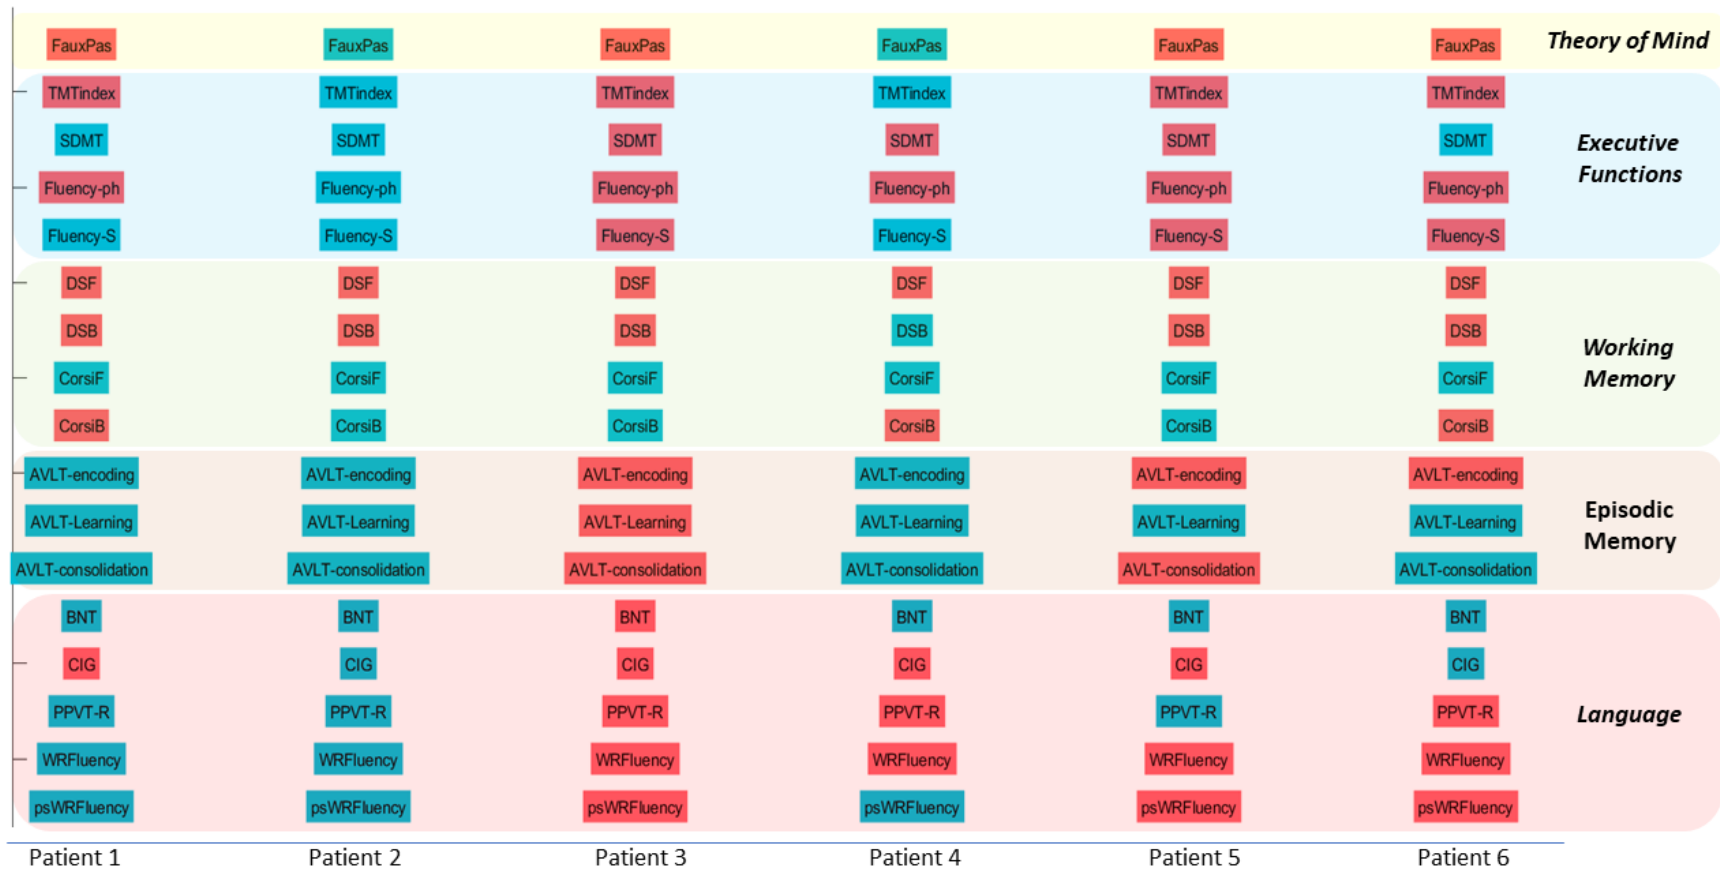 FauxPas FauxPas FauxPas FauxPas FauxPas FauxPas Theory of Mind
TMTindex TMTindex TMTindex TMTindex TMTindex TMTindex
SDMT SDMT SDMT SDMT SDMT SDMT
Executive
Functions
Fluency-ph Fluency-ph Fluency-ph Fluency-ph Fluency-ph Fluency-ph
Fluency-S Fluency-S Fluency-S Fluency-S Fluency-S Fluency-S
DSF DSF DSF DSF DSF DSF
DSB DSB DSB DSB DSB DSB
Working
Memory
CorsiF CorsiF CorsiF CorsiF CorsiF CorsiF
CorsiB CorsiB CorsiB CorsiB CorsiB CorsiB
AVLT-encoding AVLT-encoding AVLT-encoding AVLT-encoding AVLT-encoding AVLT-encoding
AVLT-Learning AVLT-Learning AVLT-Learning AVLT-Learning AVLT-Learning AVLT-Learning
Episodic
Memory
AVLT-consolidation AVLT-consolidation AVLT-consolidation AVLT-consolidation AVLT-consolidation AVLT-consolidation
BNT BNT BNT BNT BNT BNT
CIG CIG CIG CIG CIG CIG
PPVT-R PPVT-R PPVT-R PPVT-R PPVT-R PPVT-R Language
WRFluency WRFluency WRFluency WRFluency WRFluency WRFluency
psWRFluency psWRFluency psWRFluency psWRFluency psWRFluency psWRFluency
Patient 1 Patient 2 Patient 3 Patient 4 Patient 5 Patient 6